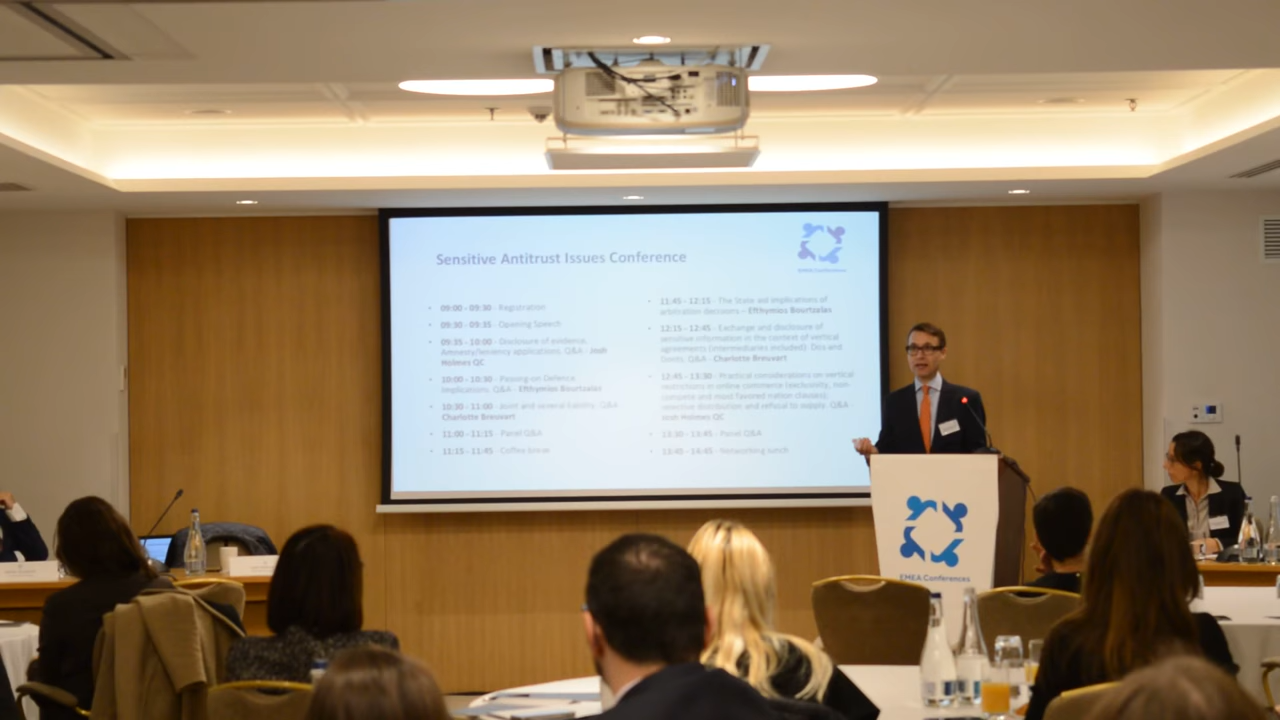 Sensitive Antitrust Issues Conference
EMEA Conferences
• 09:00 - 09:30 - Registration
• 09:30 - 09:35 - Opening Speech
• 09:35 - 10:00 - Disclosure of evidence.
Amnesty/leniency applications. Q&A - Josh
Holmes QC
• 10:00 - 10:30 - Passing-on Defence.
Implications. Q&A - Efthymios Bourtzalas
• 10:30 - 11:00 - Joint and several liability. Q&A -
Charlotte Breuvart
• 11:00 - 11:15 - Panel Q&A
• 11:15 - 11:45 - Coffee break
• 11:45 - 12:15 - The State aid implications of
arbitration decisions – Efthymios Bourtzalas
• 12:15 - 12:45 - Exchange and disclosure of
sensitive information in the context of vertical
agreements (intermediaries included). Dos and
Donts. Q&A - Charlotte Breuvart
• 12:45 - 13:30 - Practical considerations on vertical
restrictions in online commerce (exclusivity, non-
compete and most favored nation clauses),
selective distribution and refusal to supply. Q&A
Josh Holmes QC
• 13:30 - 13:45 - Panel Q&A
• 13:45 - 14:45 - Networking lunch
EMEA Conferences